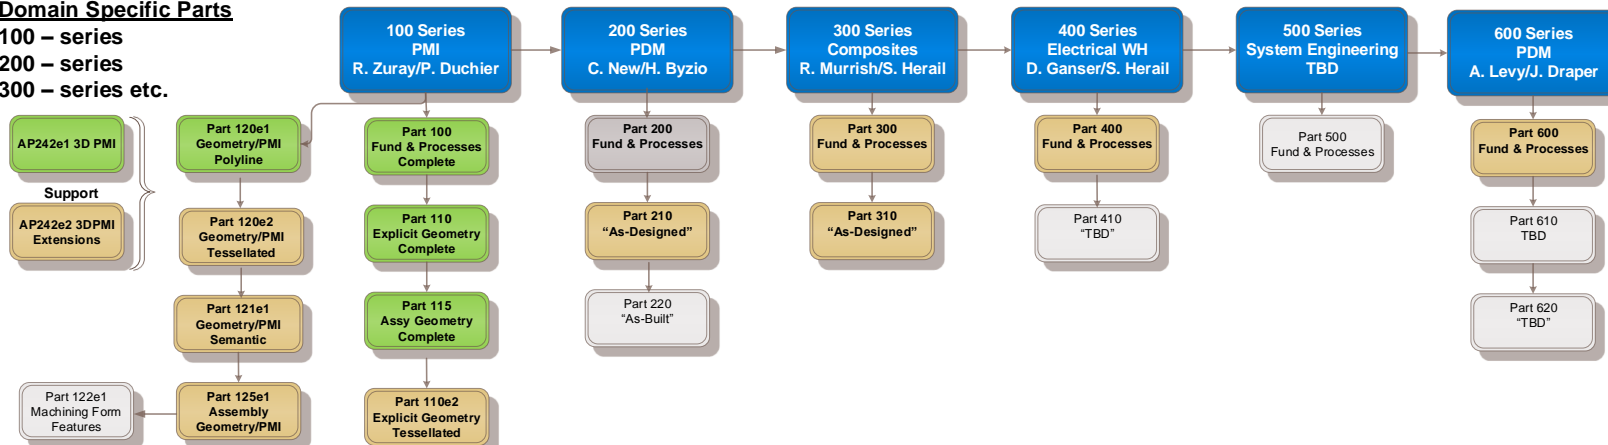 Domain Specific Parts
100 – series
200 – series
300 – series etc.
100 Series
PMI
R. Zuray/P. Duchier
200 Series
PDM
C. New/H. Byzio
300 Series
Composites
R. Murrish/S. Herail
400 Series
Electrical WH
D. Ganser/S. Herail
500 Series
System Engineering
TBD
600 Series
PDM
A. Levy/J. Draper
AP242e1 3D PMI
Support
AP242e2 3DPMI
Extensions
Part 120e1
Geometry/PMI
Polyline
Part 120e2
Geometry/PMI
Tessellated
Part 121e1
Geometry/PMI
Semantic
Part 125e1
Assembly
Geometry/PMI
Part 122e1
Machining Form
Features
Part 100
Fund & Processes
Complete
Part 110
Explicit Geometry
Complete
Part 115
Assy Geometry
Complete
Part 110e2
Explicit Geometry
Tessellated
Part 200
Fund & Processes
Part 210
“As-Designed”
Part 220
“As-Built”
Part 300
Fund & Processes
Part 310
“As-Designed”
Part 400
Fund & Processes
Part 410
“TBD”
Part 500
Fund & Processes
Part 600
Fund & Processes
Part 610
TBD
Part 620
“TBD”